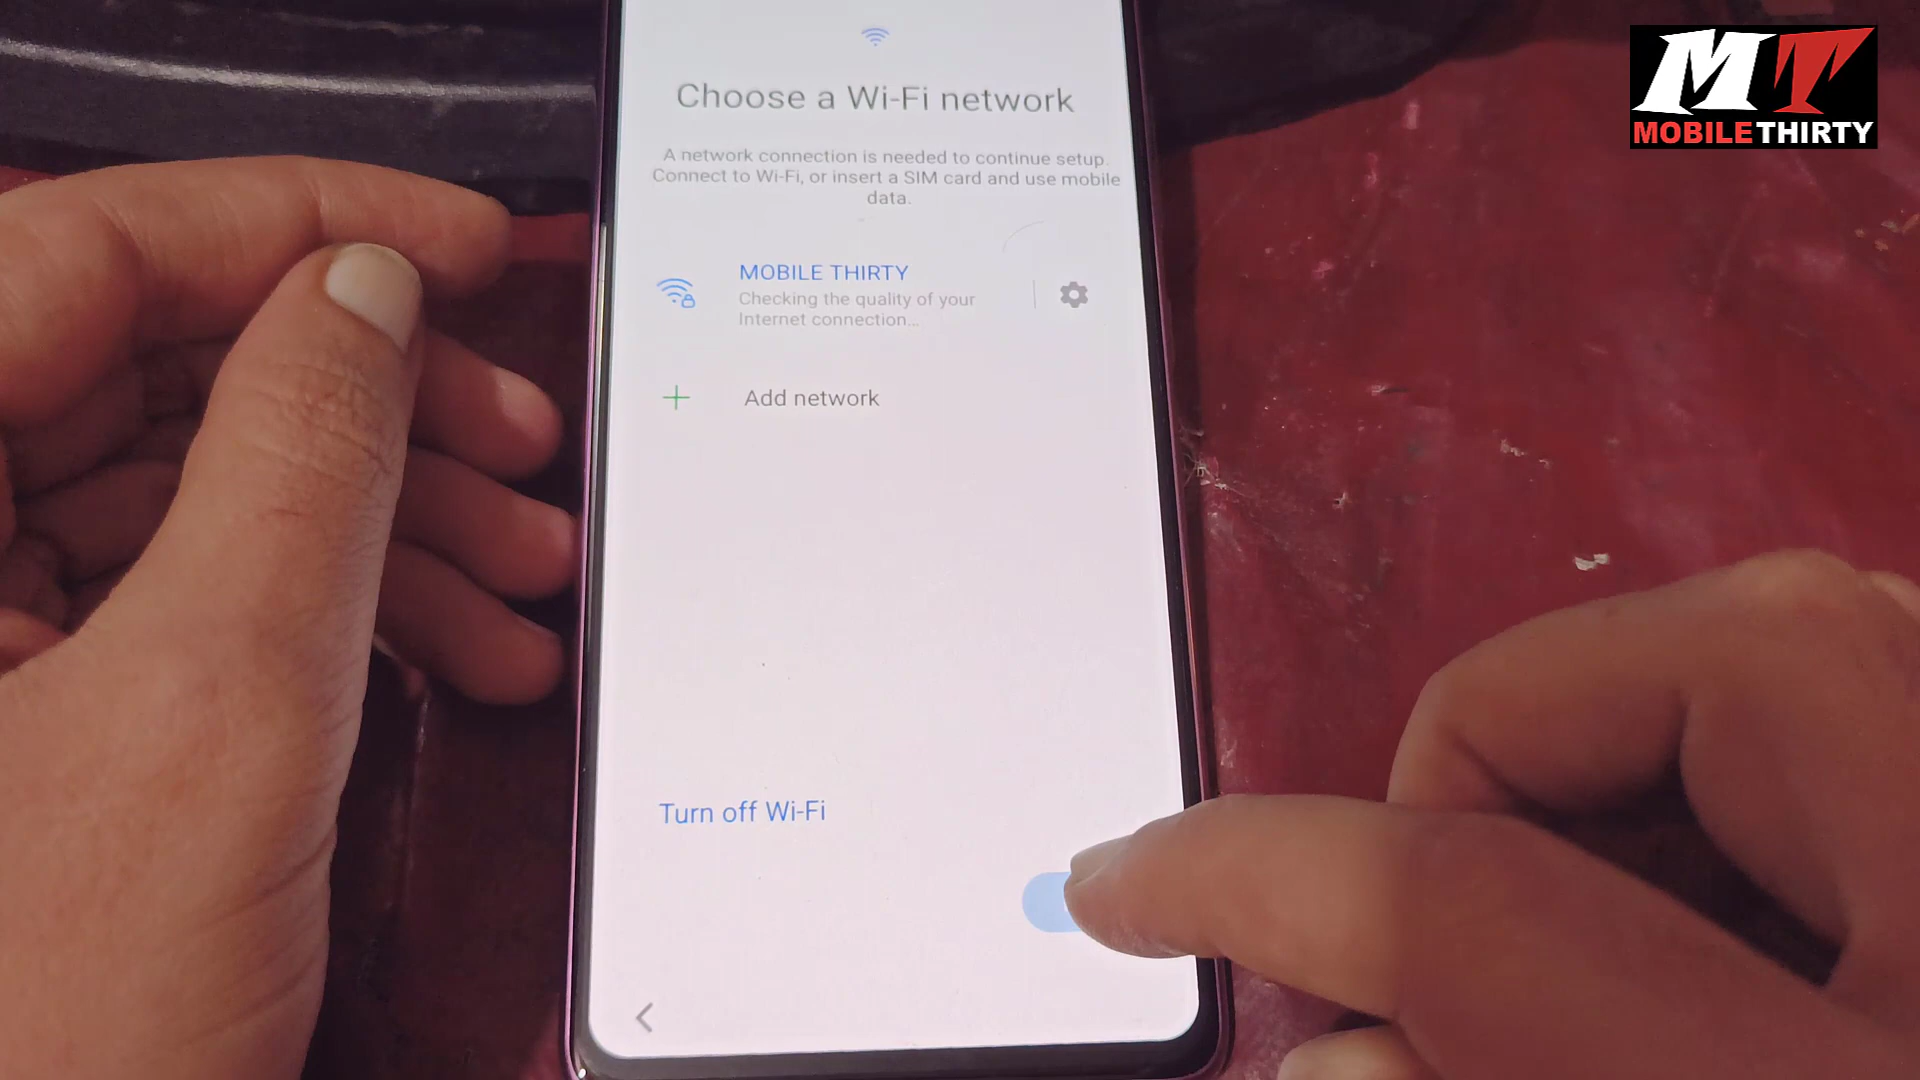 MT
MOBILETHIRTY
Choose a Wi-Fi network
A network connection is needed to continue setup.
Connect to Wi-Fi, or insert a SIM card and use mobile
data.
MOBILE THIRTY
Checking the quality of your
Internet connection...
Add network
Turn off Wi-Fi